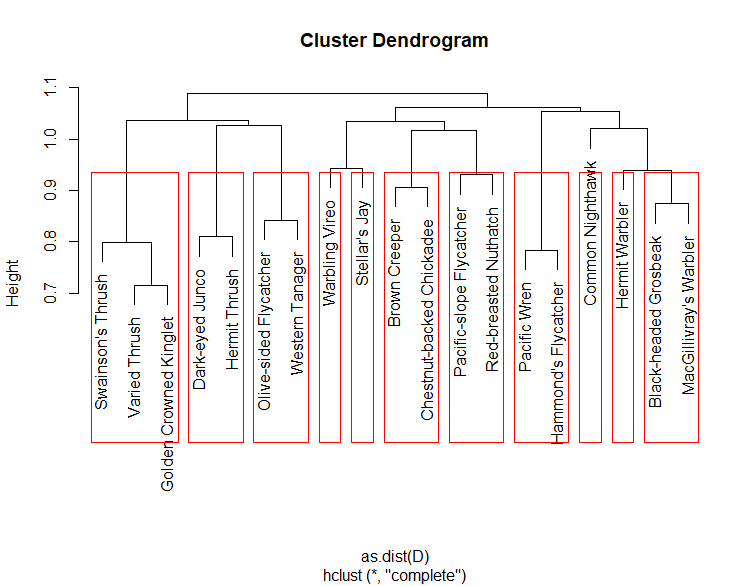 Cluster Dendrogram
Height
1.1
1.0
0.9
0.8
0.7
Swainson's Thrush
Varied Thrush
Golden Crowned Kinglet
Dark-eyed Junco
Hermit Thrush
Olive-sided Flycatcher
Western Tanager
Warbling Vireo
Stellar's Jay
Brown Creeper
Chestnut-backed Chickadee
Pacific-slope Flycatcher
Red-breasted Nuthatch
Pacific Wren
Hammond's Flycatcher
Common Nighthawk
Hermit Warbler
Black-headed Grosbeak
MacGillivray's Warbler
as.dist(D)
hclust (*, "complete")